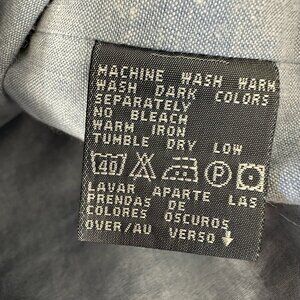 MACHINE WASH WARM
WASH DARK COLORS
SEPARATELY
NO BLEACH
WARM IRON
TUMBLE DRY LOW
40 P
LAVAR APARTE LAS
PRENDAS DE
COLORES OSCUROS
OVER/AU VERSO